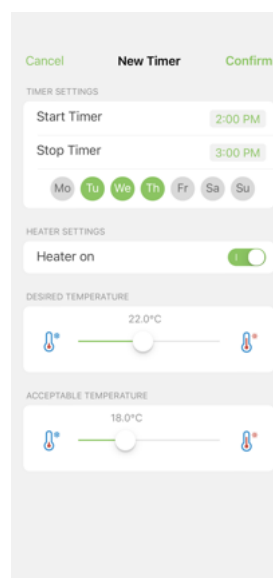 Cancel New Timer Confirm
TIMER SETTINGS
Start Timer 2:00 PM
Stop Timer 3:00 PM
Mo Tu We Th Fr Sa Su
HEATER SETTINGS
Heater on
DESIRED TEMPERATURE
22.0°C
ACCEPTABLE TEMPERATURE
18.0°C